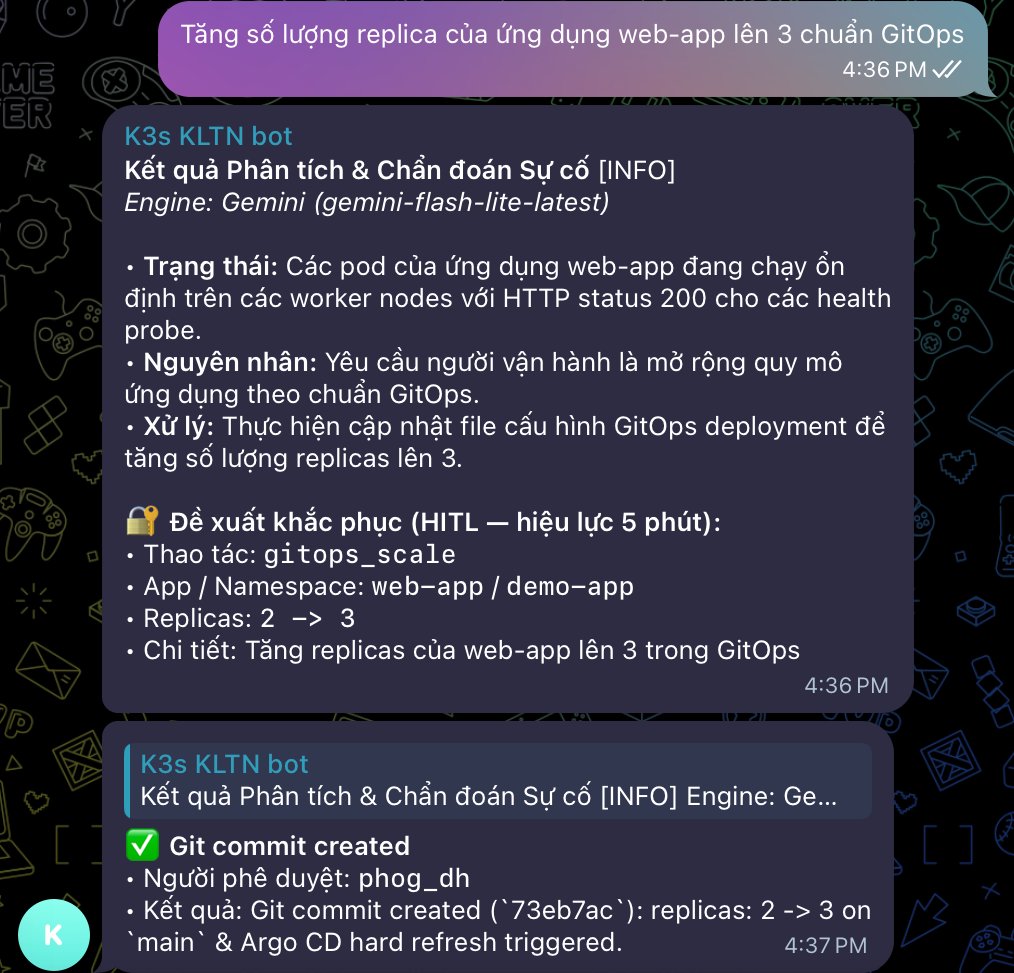 Tăng số lượng replica của ứng dụng web-app lên 3 chuẩn GitOps
4:36 PM
K3s KLTN bot
Kết quả Phân tích & Chẩn đoán Sự cố [INFO]
Engine: Gemini (gemini-flash-lite-latest)
• Trạng thái: Các pod của ứng dụng web-app đang chạy ổn
định trên các worker nodes với HTTP status 200 cho các health
probe.
• Nguyên nhân: Yêu cầu người vận hành là mở rộng quy mô
ứng dụng theo chuẩn GitOps.
• Xử lý: Thực hiện cập nhật file cấu hình GitOps deployment để
tăng số lượng replicas lên 3.
🔐 Đề xuất khắc phục (HITL — hiệu lực 5 phút):
• Thao tác: gitops_scale
• App / Namespace: web-app / demo-app
• Replicas: 2 -> 3
• Chi tiết: Tăng replicas của web-app lên 3 trong GitOps
4:36 PM
K3s KLTN bot
Kết quả Phân tích & Chẩn đoán Sự cố [INFO] Engine: Ge...
✅ Git commit created
• Người phê duyệt: phog_dh
• Kết quả: Git commit created (`73eb7ac`): replicas: 2 -> 3 on
`main` & Argo CD hard refresh triggered.
4:37 PM
K